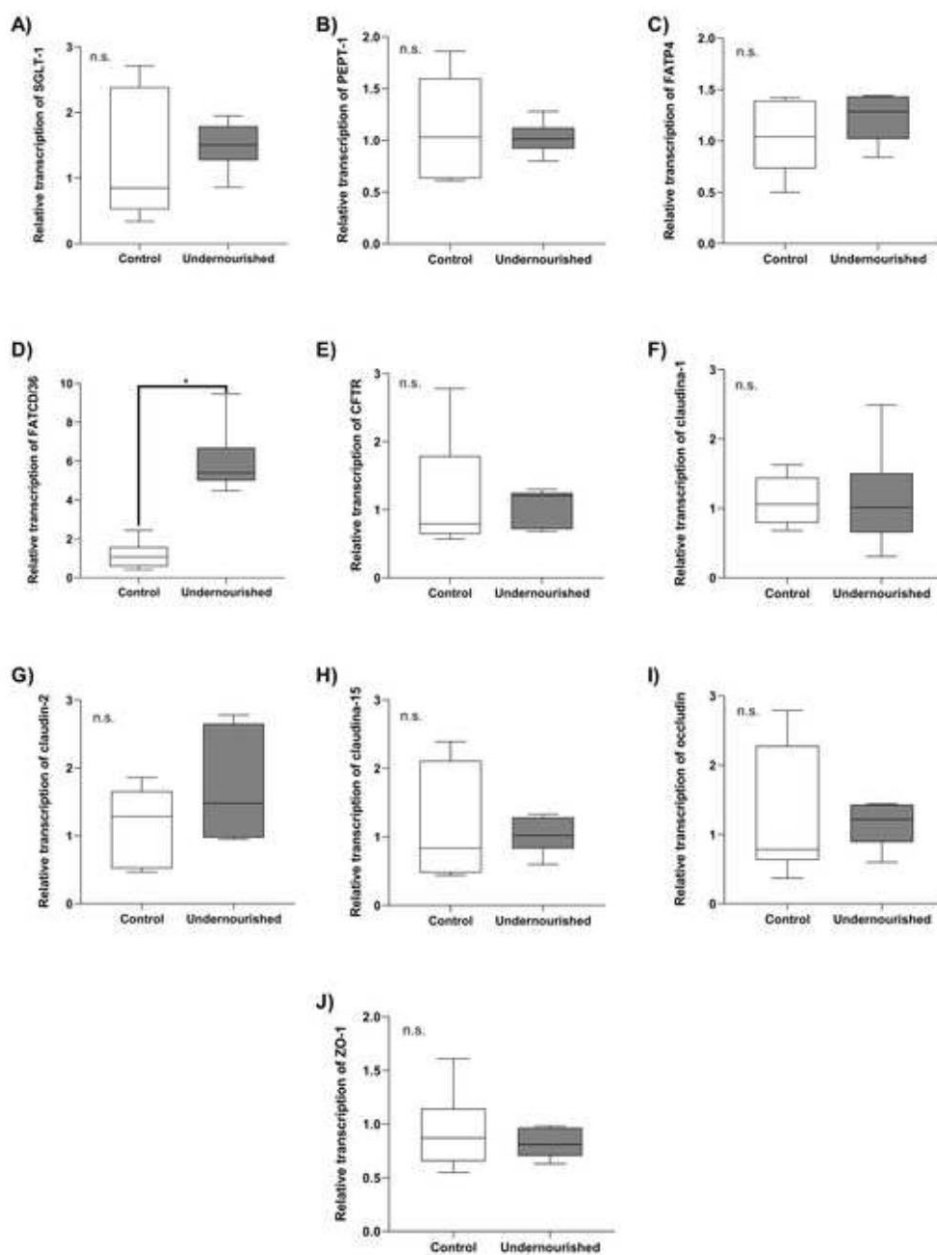 A)
Relative transcription of SGLT-1
n.s.
3
2
1
0
Control Undernourished
B)
Relative transcription of PEPT-1
n.s.
2.0
1.5
1.0
0.5
0.0
Control Undernourished
C)
Relative transcription of FATP4
n.s.
2.0
1.5
1.0
0.5
0.0
Control Undernourished
D)
Relative transcription of FATCD/36
*
10
8
6
4
2
0
Control Undernourished
E)
Relative transcription of CFTR
n.s.
3
2
1
0
Control Undernourished
F)
Relative transcription of claudina-1
n.s.
3
2
1
0
Control Undernourished
G)
Relative transcription of claudin-2
n.s.
3
2
1
0
Control Undernourished
H)
Relative transcription of claudina-15
n.s.
3
2
1
0
Control Undernourished
I)
Relative transcription of occludin
n.s.
3
2
1
0
Control Undernourished
J)
Relative transcription of ZO-1
n.s.
2.0
1.5
1.0
0.5
0.0
Control Undernourished